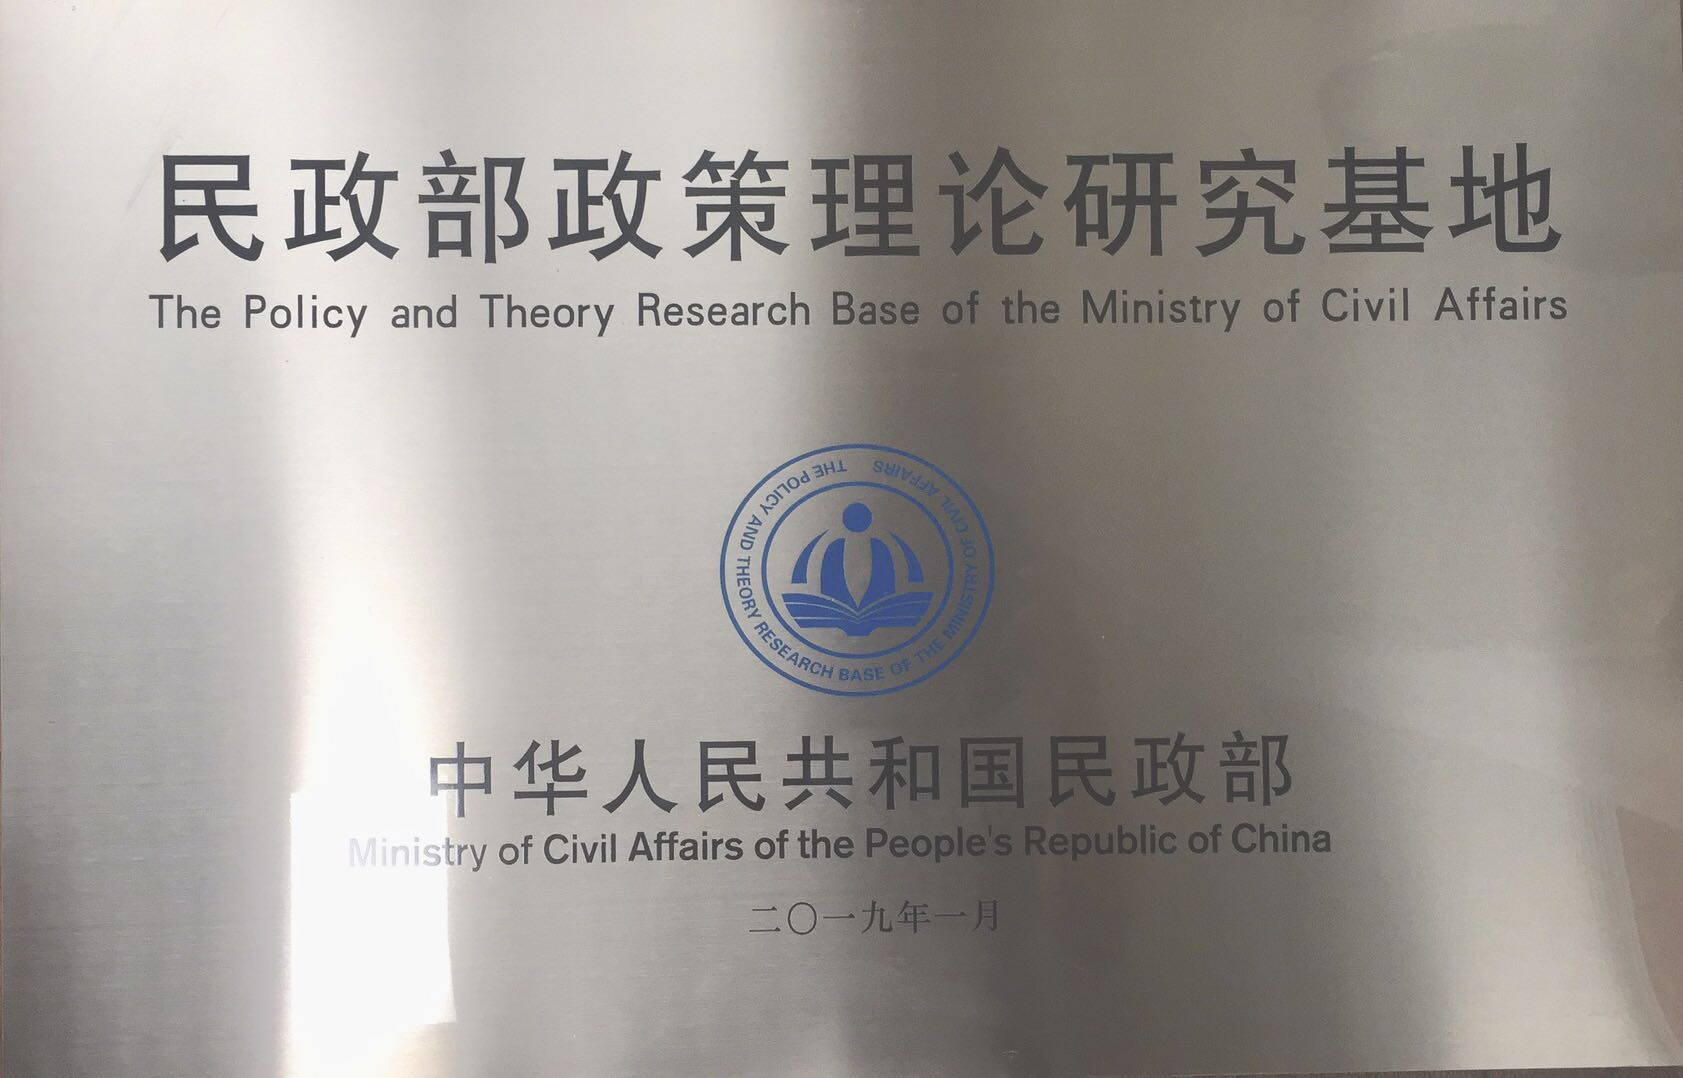 民政部政策理论研究基地
The Policy and Theory Research Base of the Ministry of Civil Affairs
THE POLICY AND THEORY RESEARCH BASE OF THE MINISTRY OF CIVIL AFFAIRS
中华人民共和国民政部
Ministry of Civil Affairs of the People's Republic of China
二〇一九年一月